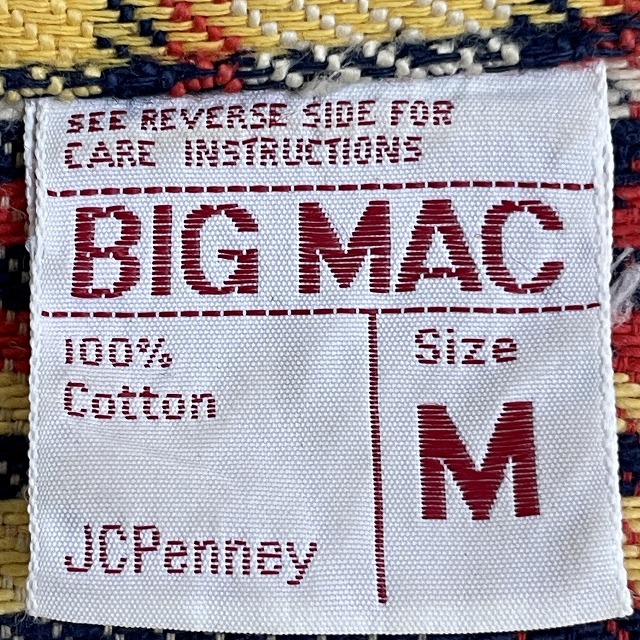 SEE REVERSE SIDE FOR
CARE INSTRUCTIONS
BIG MAC
100%
Cotton
JCPenney
Size
M